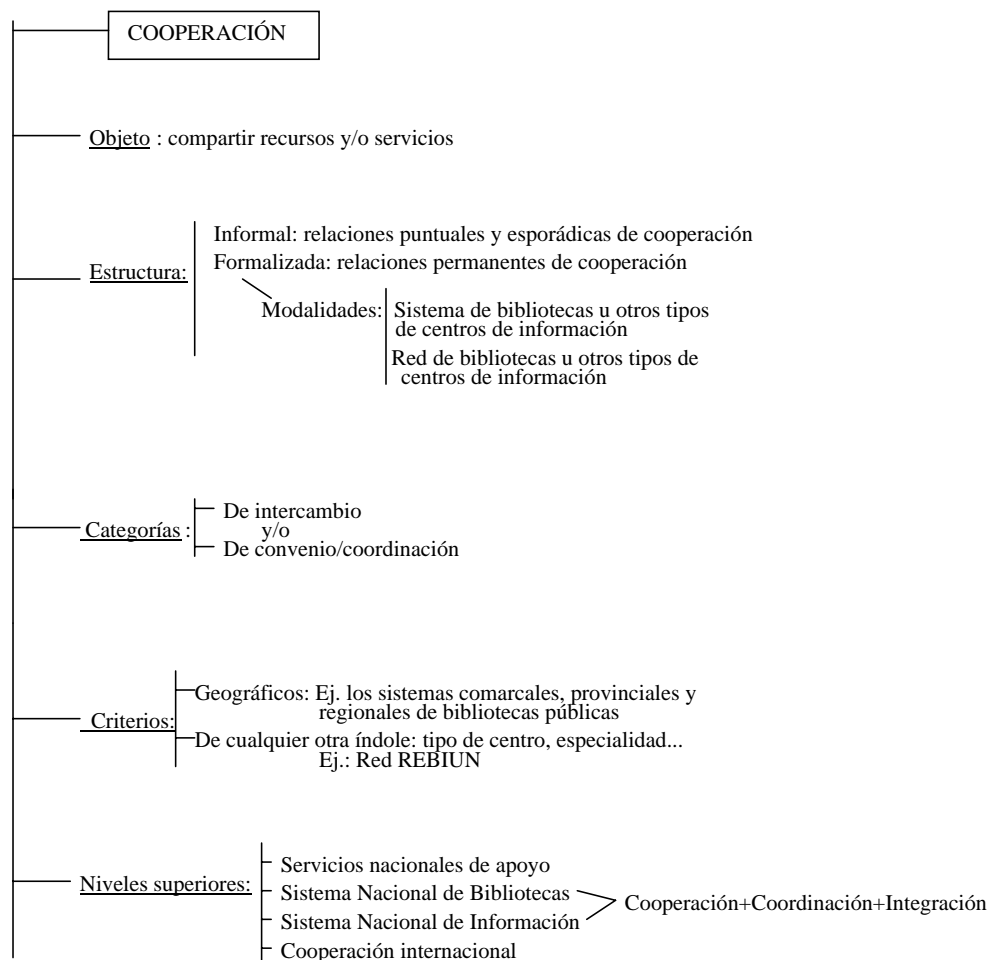 COOPERACIÓN
Objeto : compartir recursos y/o servicios
Estructura:
Informal: relaciones puntuales y esporádicas de cooperación
Formalizada: relaciones permanentes de cooperación
Modalidades:
Sistema de bibliotecas u otros tipos
de centros de información
Red de bibliotecas u otros tipos de
centros de información
Categorías :
De intercambio
y/o
De convenio/coordinación
Criterios:
Geográficos: Ej. los sistemas comarcales, provinciales y
regionales de bibliotecas públicas
De cualquier otra índole: tipo de centro, especialidad...
Ej.: Red REBIUN
Niveles superiores:
Servicios nacionales de apoyo
Sistema Nacional de Bibliotecas
Sistema Nacional de Información
Cooperación+Coordinación+Integración
Cooperación internacional